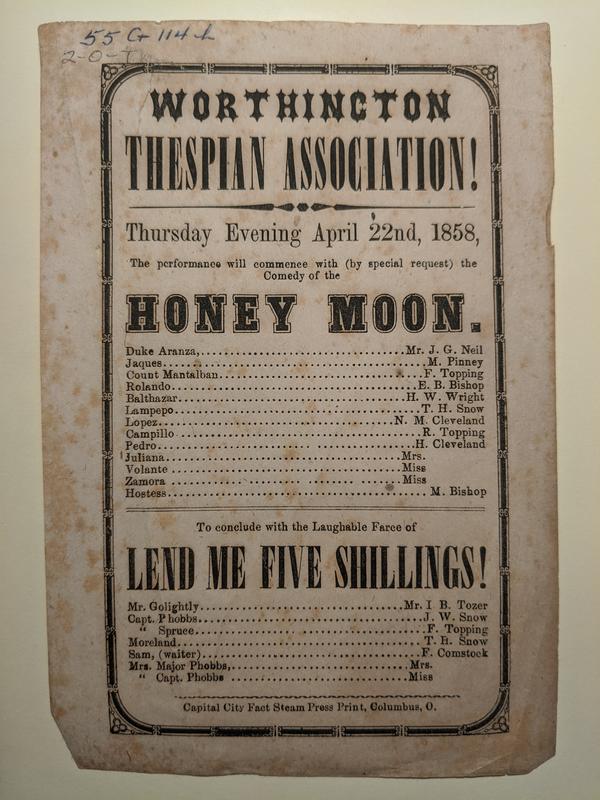 55 G 114
2-0-
WORTHINGTON
THESPIAN ASSOCIATION!
Thursday Evening April 22nd, 1858,
The performance will commence with (by special request) the
Comedy of the
HONEY MOON.
Duke Aranza,.......Mr. J. G. Neil
Jaques.......M. Pinney
Count Mantalban.......F. Topping
Rolando.......E. B. Bishop
Balthazar.......H. W. Wright
Lampepo.......T. H. Snow
Lopez.......N. M. Cleveland
Campillo.......R. Topping
Pedro.......H. Cleveland
Juliana.......Mrs.
Volante.......Miss
Zamora.......Miss
Hostess.......M. Bishop
To conclude with the Laughable Farce of
LEND ME FIVE SHILLINGS!
Mr. Golightly.......Mr. I B. Tozer
Capt. Phobbs.......J. W. Snow
" Spruce.......F. Topping
Moreland.......T. H. Snow
Sam, (waiter).......F. Comstock
Mrs. Major Phobbs,.......Mrs.
" Capt. Phobbs.......Miss
Capital City Fact Steam Press Print, Columbus, O.